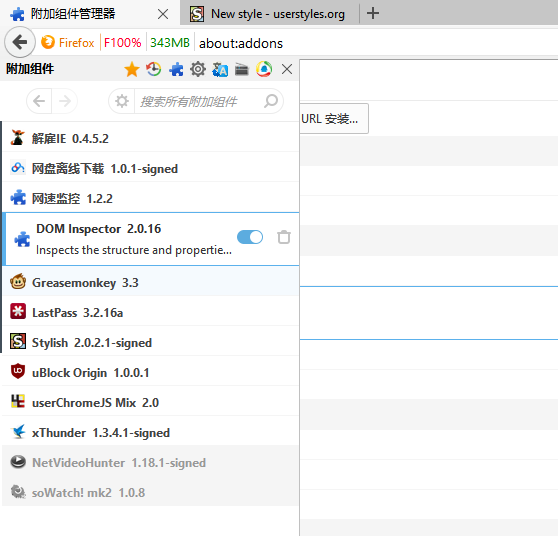 附加组件管理器
New style - userstyles.org
Firefox F100% 343MB about:addons
附加组件
搜索所有附加组件
URL 安装...
解雇IE 0.4.5.2
网盘离线下载 1.0.1-signed
网速监控 1.2.2
DOM Inspector 2.0.16
Inspects the structure and propertie...
Greasemonkey 3.3
LastPass 3.2.16a
Stylish 2.0.2.1-signed
uBlock Origin 1.0.0.1
userChromeJS Mix 2.0
xThunder 1.3.4.1-signed
NetVideoHunter 1.18.1-signed
soWatch! mk2 1.0.8